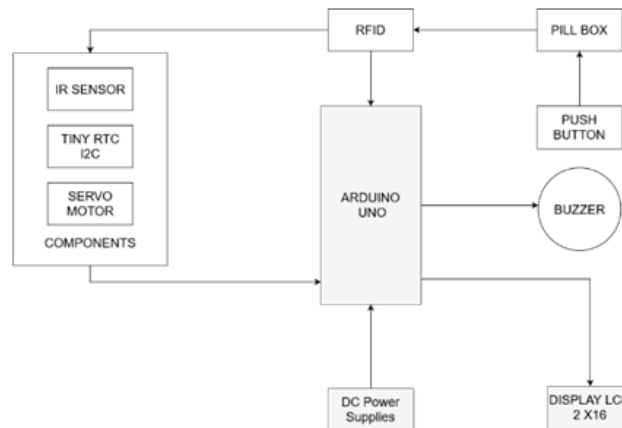 RFID
PILL BOX
IR SENSOR
TINY RTC
I2C
SERVO
MOTOR
COMPONENTS
ARDUINO
UNO
PUSH
BUTTON
BUZZER
DC Power
Supplies
DISPLAY LC
2 X16